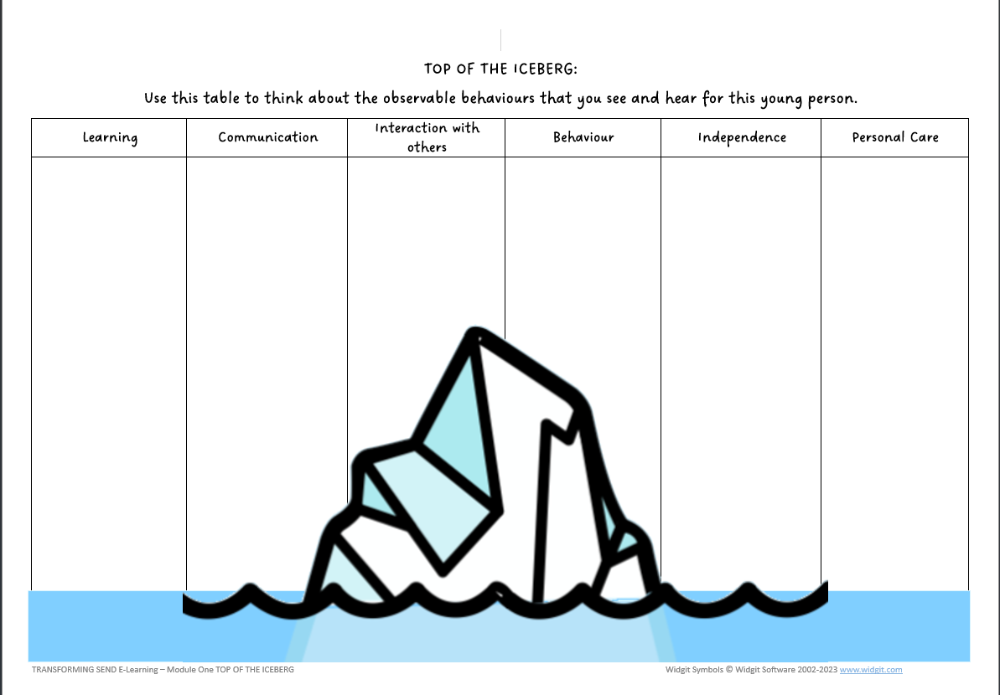 TOP OF THE ICEBERG:
Use this table to think about the observable behaviours that you see and hear for this young person.
Learning
Communication
Interaction with
others
Behaviour
Independence
Personal Care
TRANSFORMING SEND E-Learning – Module One TOP OF THE ICEBERG
Widgit Symbols © Widgit Software 2002-2023 www.widgit.com